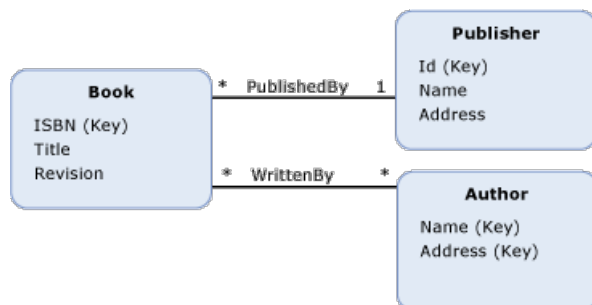 Publisher
Id (Key)
Name
Address
Book
ISBN (Key)
Title
Revision
* PublishedBy 1
* WrittenBy *
Author
Name (Key)
Address (Key)